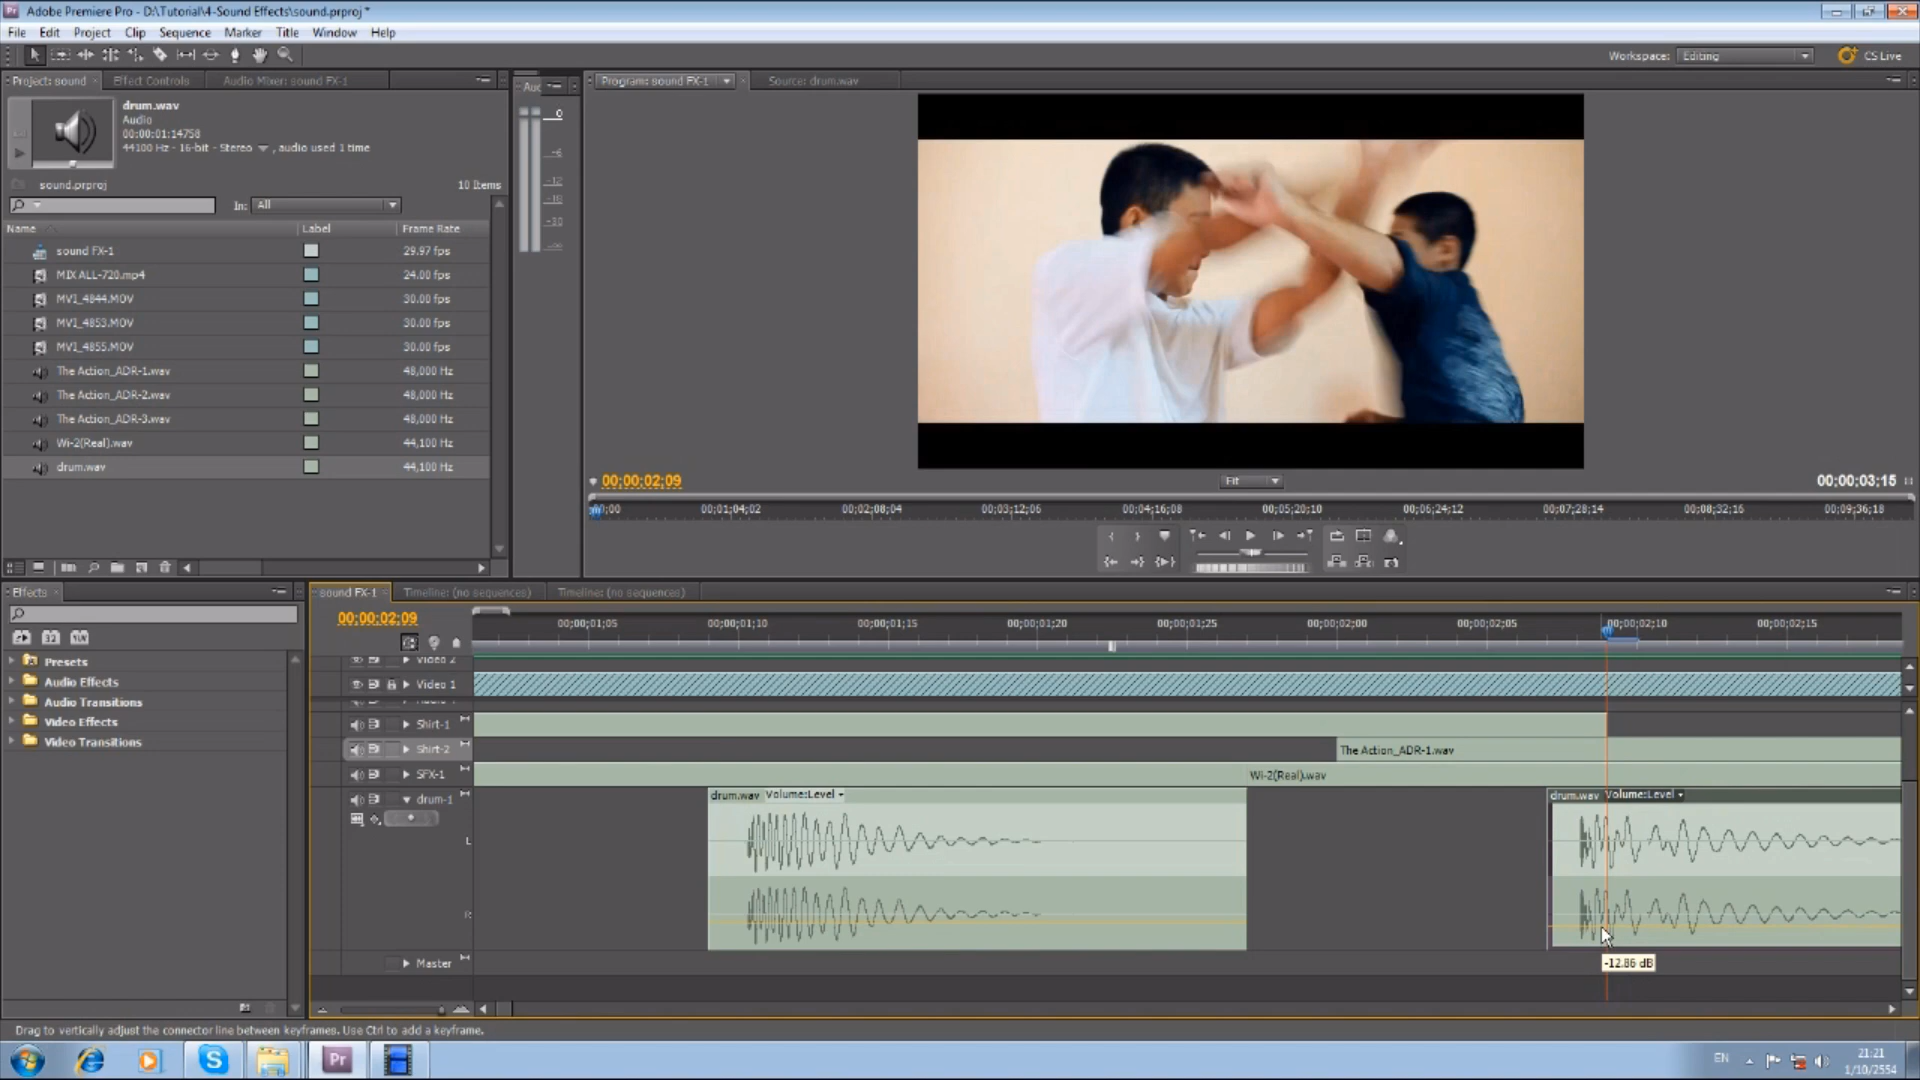 Adobe Premiere Pro - D:\Tutorial\4-Sound Effects\sound.prproj *
File Edit Project Clip Sequence Marker Title Window Help
Workspace: Editing CS Live
Project: sound Effect Controls Audio Mixer: sound FX-1
Program: sound FX-1 Source: drum.wav
drum.wav
Audio
00:00:01:14758
44100 Hz - 16-bit - Stereo , audio used 1 time
sound.prproj 10 Items
In: All
Name Label Frame Rate
sound FX-1 29.97 fps
MIX ALL-720.mp4 24.00 fps
MVI_4844.MOV 30.00 fps
MVI_4853.MOV 30.00 fps
MVI_4855.MOV 30.00 fps
The Action_ADR-1.wav 48,000 Hz
The Action_ADR-2.wav 48,000 Hz
The Action_ADR-3.wav 48,000 Hz
Wi-2(Real).wav 44,100 Hz
drum.wav 44,100 Hz
0
-6
-12
-18
-30
00;00;02;09 Fit 00;00;03;15
00;00 00;01;04;02 00;02;08;04 00;03;12;06 00;04;16;08 00;05;20;10 00;06;24;12 00;07;28;14 00;08;32;16 00;09;36;18
Effects
Presets
Audio Effects
Audio Transitions
Video Effects
Video Transitions
sound FX-1 Timeline: (no sequences) Timeline: (no sequences)
00;00;02;09
00;00;01;05 00;00;01;10 00;00;01;15 00;00;01;20 00;00;01;25 00;00;02;00 00;00;02;05 00;00;02;10 00;00;02;15
Video 2
Video 1
Shirt-1
Shirt-2 The Action_ADR-1.wav
SFX-1 Wi-2(Real).wav
drum-1 drum.wav Volume:Level drum.wav Volume:Level
L
R
Master
-12.86 dB
Drag to vertically adjust the connector line between keyframes. Use Ctrl to add a keyframe.
EN
21:21
1/10/2554